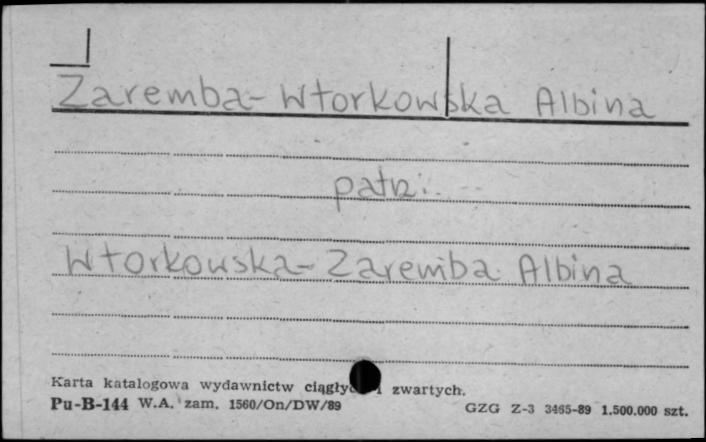 Zaremba-Wtorkowska Albina
patrz:
Wtorkowska-Zaremba Albina
Karta katalogowa wydawnictw i zwartych.
Pu-B-144 W.A. zam. 1560/On/DW/89 GZG Z-3 3465-89 1.500.000 szt.